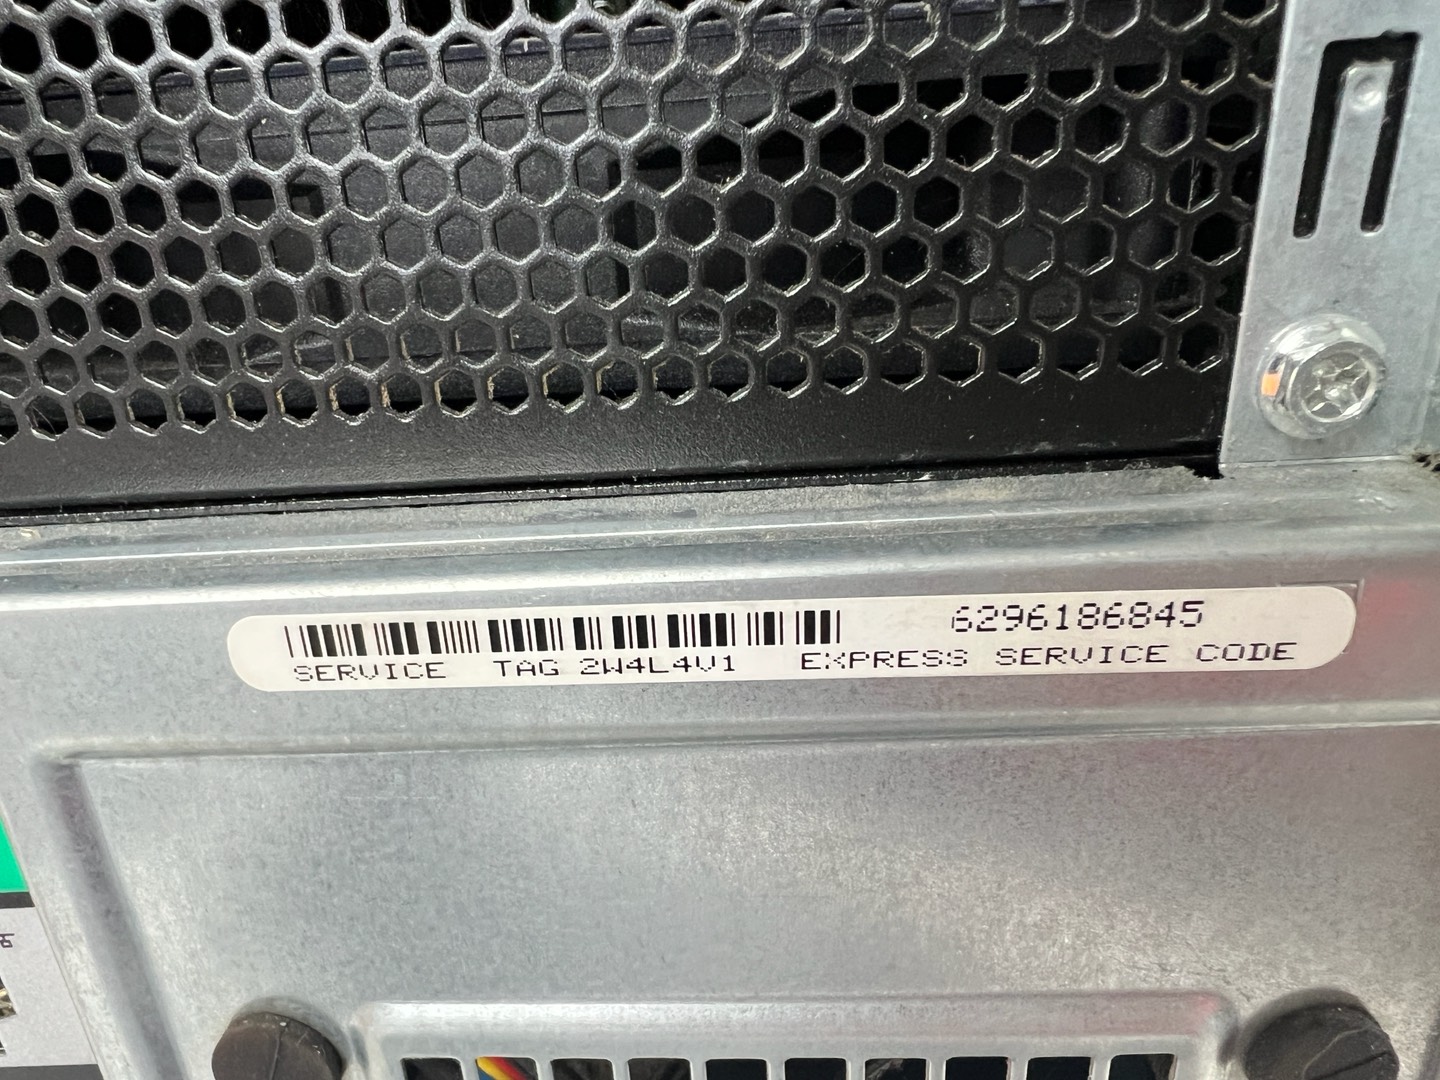 6296186845
SERVICE TAG 2W4L4V1 EXPRESS SERVICE CODE